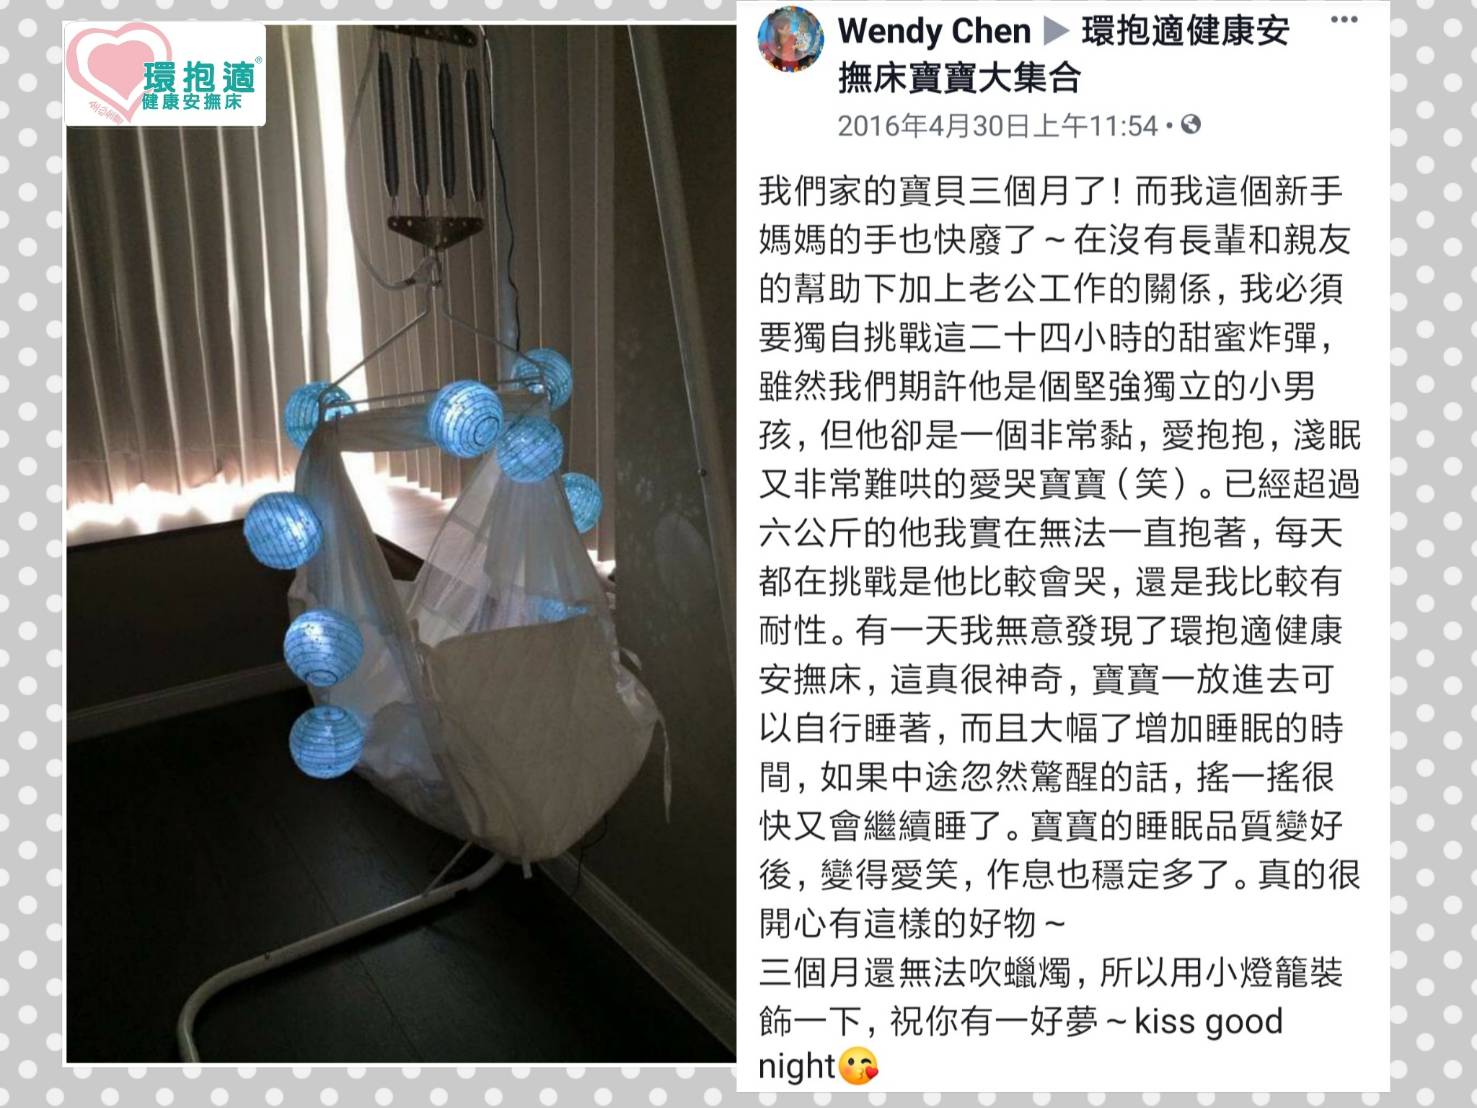 環抱適®
健康安撫床
Wendy Chen ▶ 環抱適健康安
撫床寶寶大集合
2016年4月30日上午11:54
我們家的寶貝三個月了！而我這個新手
媽媽的手也快廢了～在沒有長輩和親友
的幫助下加上老公工作的關係，我必須
要獨自挑戰這二十四小時的甜蜜炸彈，
雖然我們期許他是個堅強獨立的小男
孩，但他卻是一個非常黏，愛抱抱，淺眠
又非常難哄的愛哭寶寶（笑）。已經超過
六公斤的他我實在無法一直抱著，每天
都在挑戰是他比較會哭，還是我比較有
耐性。有一天我無意發現了環抱適健康
安撫床，這真很神奇，寶寶一放進去可
以自行睡著，而且大幅了增加睡眠的時
間，如果中途忽然驚醒的話，搖一搖很
快又會繼續睡了。寶寶的睡眠品質變好
後，變得愛笑，作息也穩定多了。真的很
開心有這樣的好物～
三個月還無法吹蠟燭，所以用小燈籠裝
飾一下，祝你有一好夢～kiss good
night😘